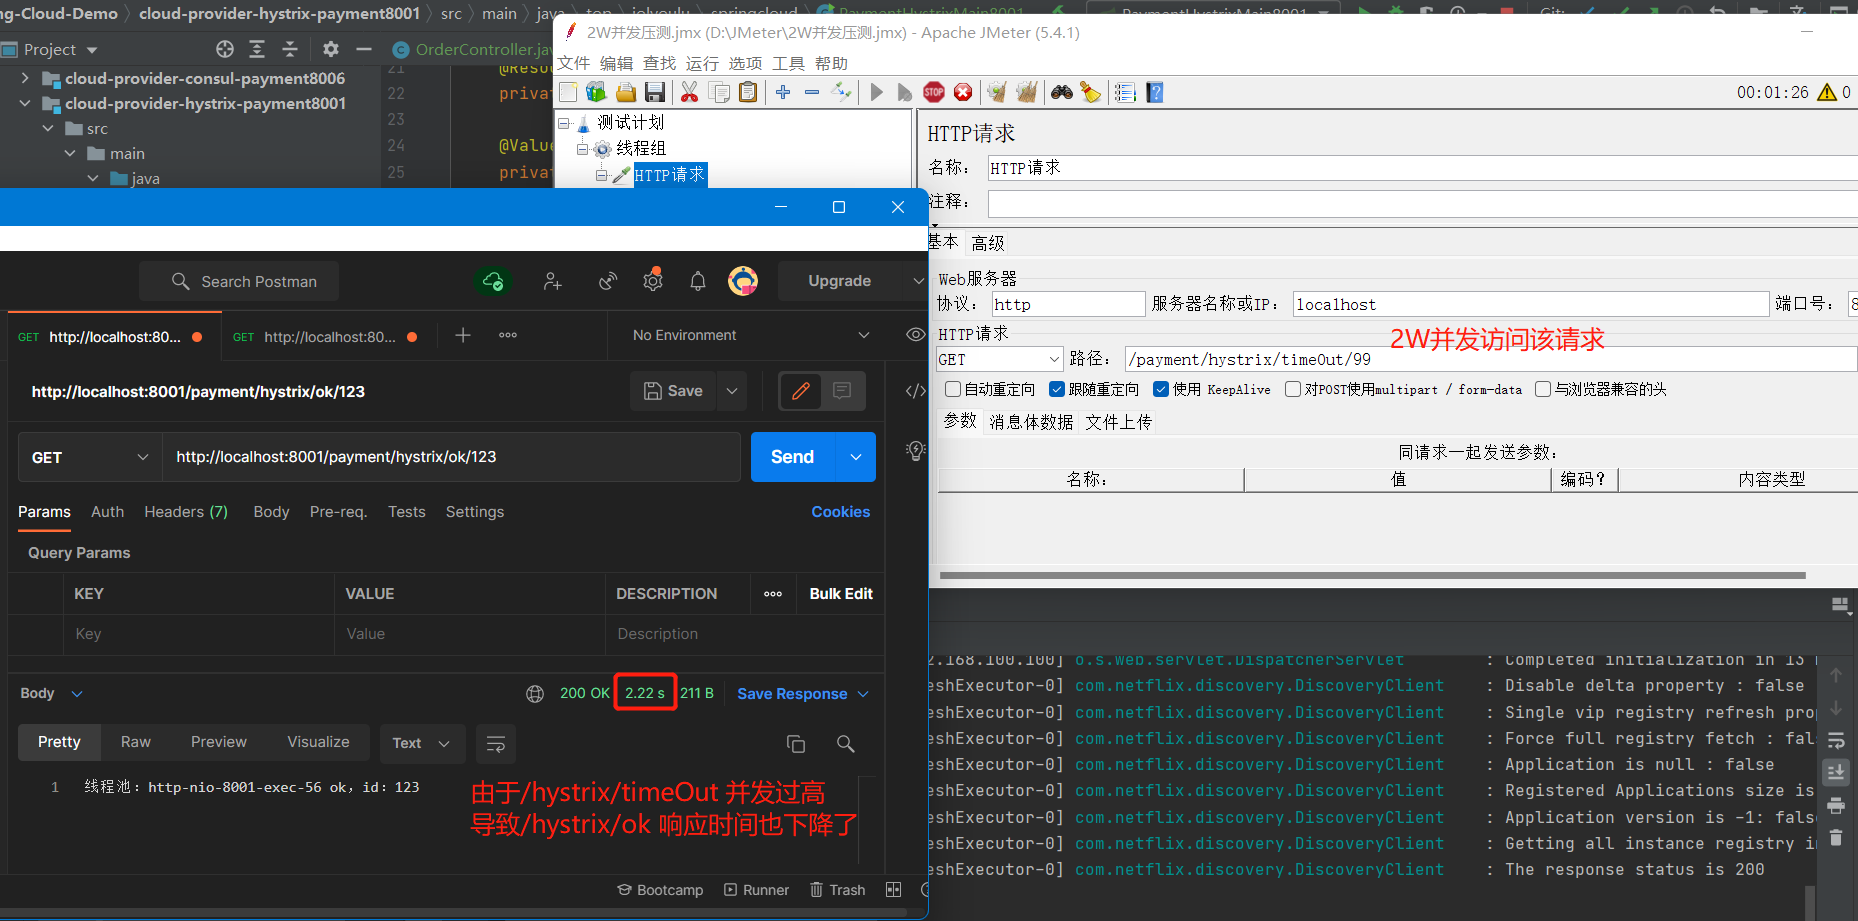 ng-Cloud-Demo cloud-provider-hystrix-payment8001 src main java
Project
OrderController.jav
cloud-provider-consul-payment8006
cloud-provider-hystrix-payment8001
src
main
java
21
22
23
24
25
@Reso
privat
@Value
privat
2W并发压测.jmx (D:\JMeter\2W并发压测.jmx) - Apache JMeter (5.4.1)
文件 编辑 查找 运行 选项 工具 帮助
STOP
00:01:26 0
测试计划
线程组
HTTP请求
HTTP请求
名称: HTTP请求
注释:
基本 高级
Web服务器
协议: http 服务器名称或IP: localhost 端口号: 8
HTTP请求
2W并发访问该请求
GET 路径: /payment/hystrix/timeOut/99
自动重定向 跟随重定向 使用 KeepAlive 对POST使用multipart / form-data 与浏览器兼容的头
参数 消息体数据 文件上传
同请求一起发送参数:
名称: 值 编码? 内容类型
Search Postman
Upgrade
GET http://localhost:80... GET http://localhost:80...
No Environment
http://localhost:8001/payment/hystrix/ok/123
Save
GET http://localhost:8001/payment/hystrix/ok/123 Send
Params Auth Headers (7) Body Pre-req. Tests Settings Cookies
Query Params
KEY VALUE DESCRIPTION Bulk Edit
Key Value Description
Body 200 OK 2.22 s 211 B Save Response
Pretty Raw Preview Visualize Text
1 线程池：http-nio-8001-exec-56 ok，id：123
由于/hystrix/timeOut 并发过高
导致/hystrix/ok 响应时间也下降了
Bootcamp Runner Trash
2.168.100.100] o.s.web.servlet.DispatcherServlet : Completed initialization in 13
eshExecutor-0] com.netflix.discovery.DiscoveryClient : Disable delta property : false
eshExecutor-0] com.netflix.discovery.DiscoveryClient : Single vip registry refresh prop
eshExecutor-0] com.netflix.discovery.DiscoveryClient : Force full registry fetch : fal
eshExecutor-0] com.netflix.discovery.DiscoveryClient : Application is null : false
eshExecutor-0] com.netflix.discovery.DiscoveryClient : Registered Applications size is
eshExecutor-0] com.netflix.discovery.DiscoveryClient : Application version is -1: fals
eshExecutor-0] com.netflix.discovery.DiscoveryClient : Getting all instance registry i
eshExecutor-0] com.netflix.discovery.DiscoveryClient : The response status is 200